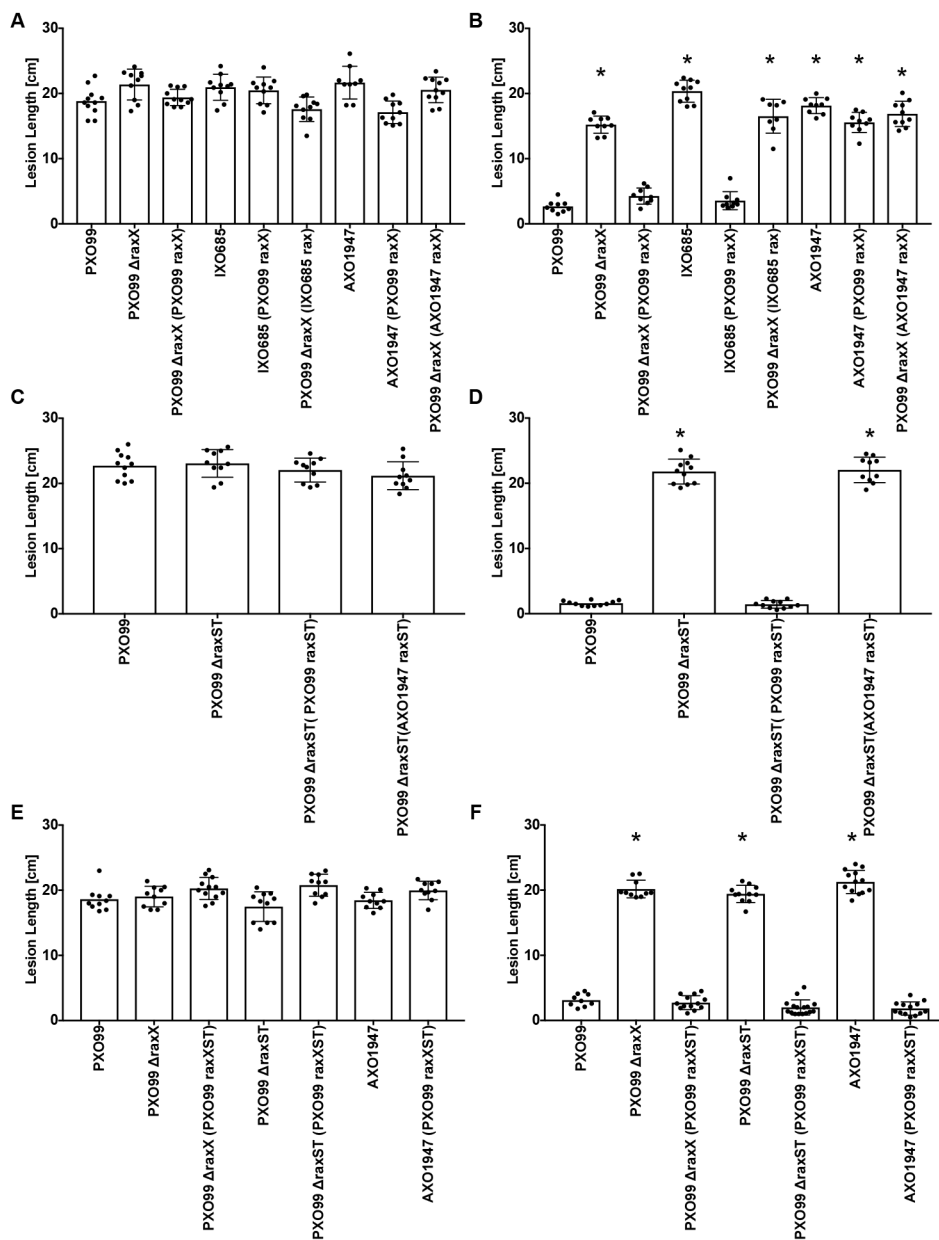 A
Lesion Length [cm]
30
20
10
0
PXO99
PXO99 ΔraxX
PXO99 ΔraxX (PXO99 raxX)
IXO685
IXO685 (PXO99 raxX)
PXO99 ΔraxX (IXO685 rax)
AXO1947
AXO1947 (PXO99 raxX)
PXO99 ΔraxX (AXO1947 raxX)
B
Lesion Length [cm]
30
20
10
0
* * * * * *
PXO99
PXO99 ΔraxX
PXO99 ΔraxX (PXO99 raxX)
IXO685
IXO685 (PXO99 raxX)
PXO99 ΔraxX (IXO685 rax)
AXO1947
AXO1947 (PXO99 raxX)
PXO99 ΔraxX (AXO1947 raxX)
C
Lesion Length [cm]
30
20
10
0
PXO99
PXO99 ΔraxST
PXO99 ΔraxST( PXO99 raxST)
PXO99 ΔraxST(AXO1947 raxST)
D
Lesion Length [cm]
30
20
10
0
* *
PXO99
PXO99 ΔraxST
PXO99 ΔraxST( PXO99 raxST)
PXO99 ΔraxST(AXO1947 raxST)
E
Lesion Length [cm]
30
20
10
0
PXO99
PXO99 ΔraxX
PXO99 ΔraxX (PXO99 raxXST)
PXO99 ΔraxST
PXO99 ΔraxST (PXO99 raxXST)
AXO1947
AXO1947 (PXO99 raxXST)
F
Lesion Length [cm]
30
20
10
0
* * *
PXO99
PXO99 ΔraxX
PXO99 ΔraxX (PXO99 raxXST)
PXO99 ΔraxST
PXO99 ΔraxST (PXO99 raxXST)
AXO1947
AXO1947 (PXO99 raxXST)